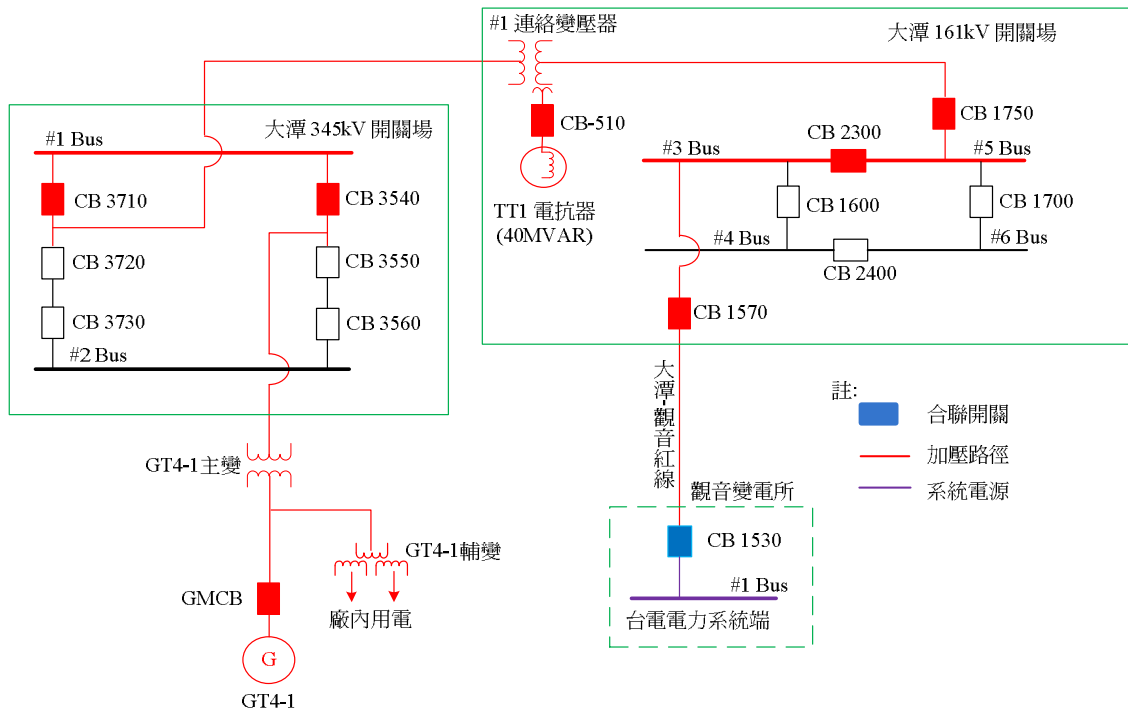 #1 連絡變壓器
大潭 161kV 開關場
CB-510
TT1 電抗器
(40MVAR)
CB 1750
#3 Bus
CB 2300
#5 Bus
CB 1600
CB 1700
#4 Bus
CB 2400
#6 Bus
CB 1570
大潭 345kV 開關場
#1 Bus
CB 3710
CB 3540
CB 3720
CB 3550
CB 3730
CB 3560
#2 Bus
GT4-1主變
GT4-1輔變
GMCB
廠內用電
G
GT4-1
大潭-觀音紅線
觀音變電所
CB 1530
#1 Bus
台電電力系統端
註:
合聯開關
加壓路徑
系統電源